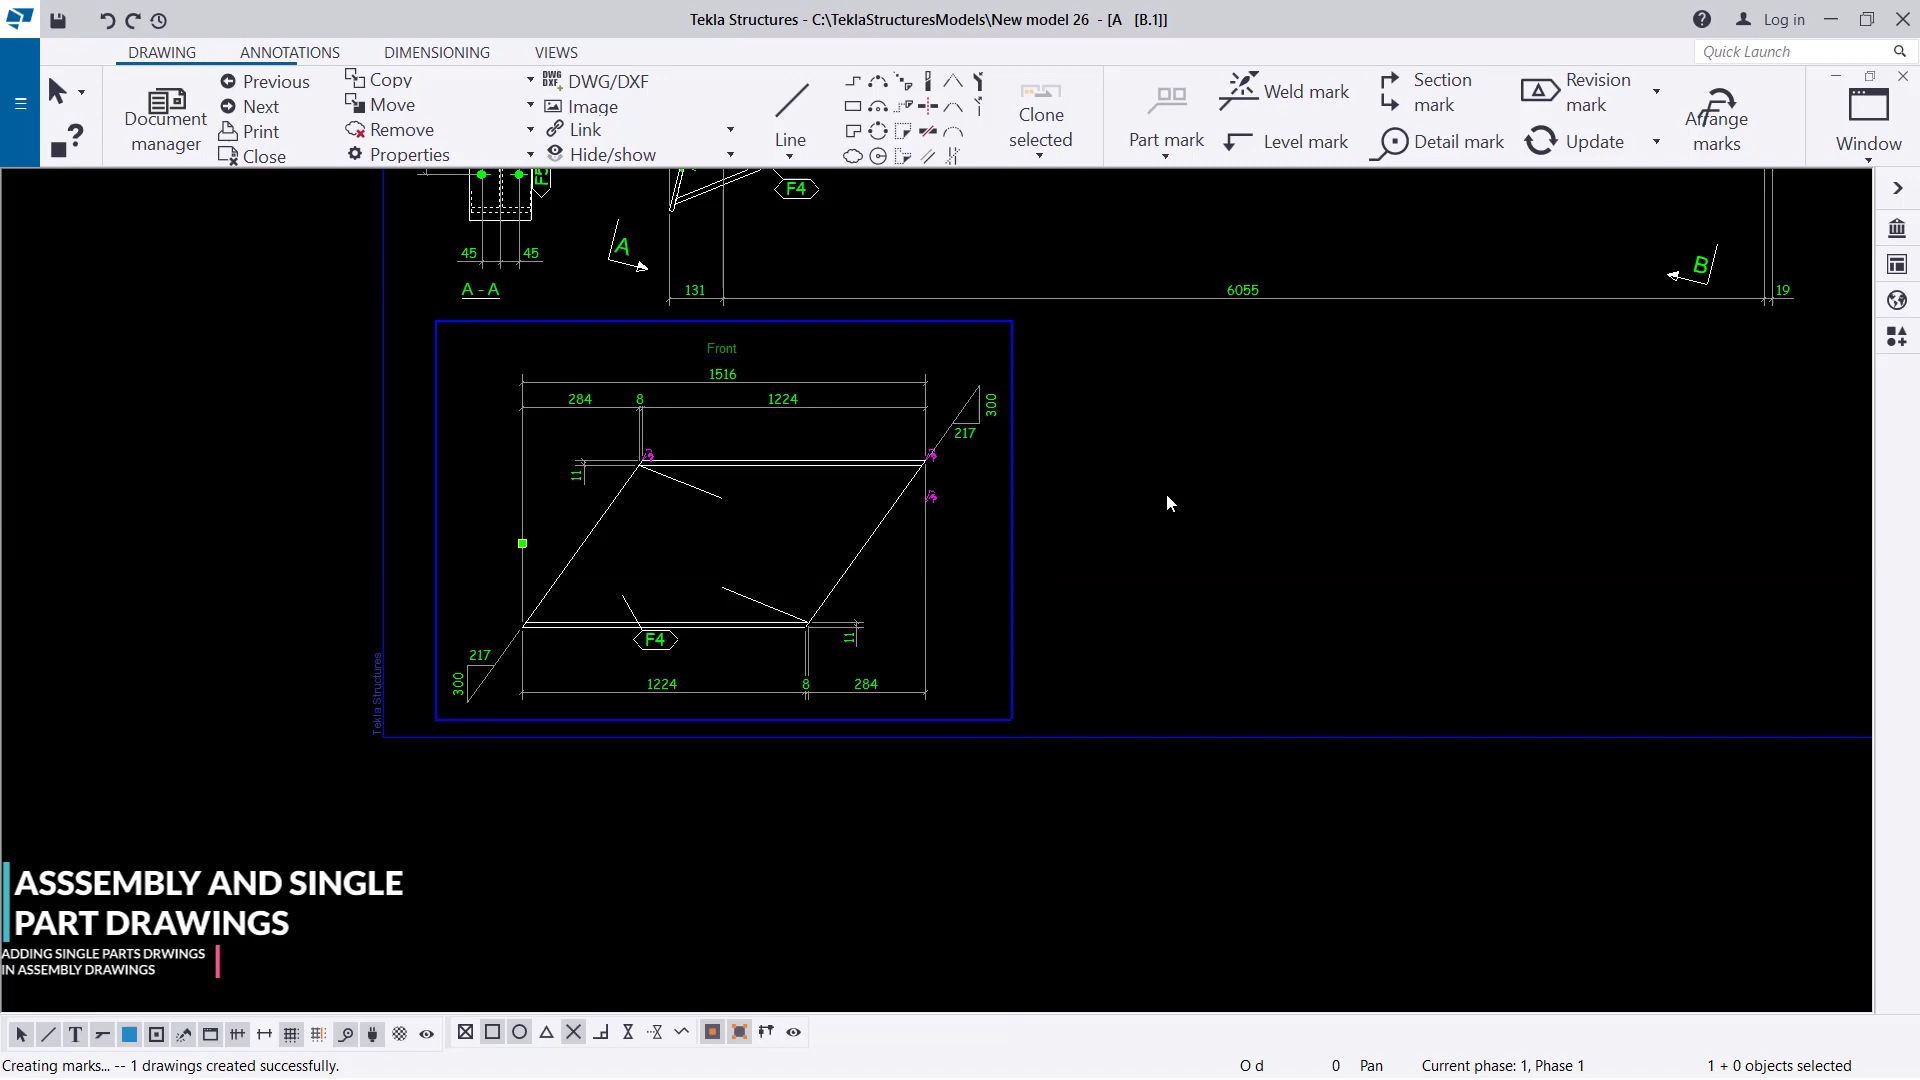 Tekla Structures - C:\TeklaStructuresModels\New model 26 - [A [B.1]]
Log in
DRAWING ANNOTATIONS DIMENSIONING VIEWS
Quick Launch
Document manager
Previous
Next
Print
Close
Copy
Move
Remove
Properties
DWG/DXF
Image
Link
Hide/show
Line
Clone selected
Part mark
Weld mark
Level mark
Section mark
Detail mark
Revision mark
Update
Arrange marks
Window
F5
F4
45 45
A
A - A
131
6055
B
19
Front
1516
284 8 1224
300
217
11
F4
11
217
300
1224 8 284
Tekla Structures
ASSSEMBLY AND SINGLE
PART DRAWINGS
ADDING SINGLE PARTS DRWINGS
IN ASSEMBLY DRAWINGS
Creating marks... -- 1 drawings created successfully.
O d
0
Pan
Current phase: 1, Phase 1
1 + 0 objects selected